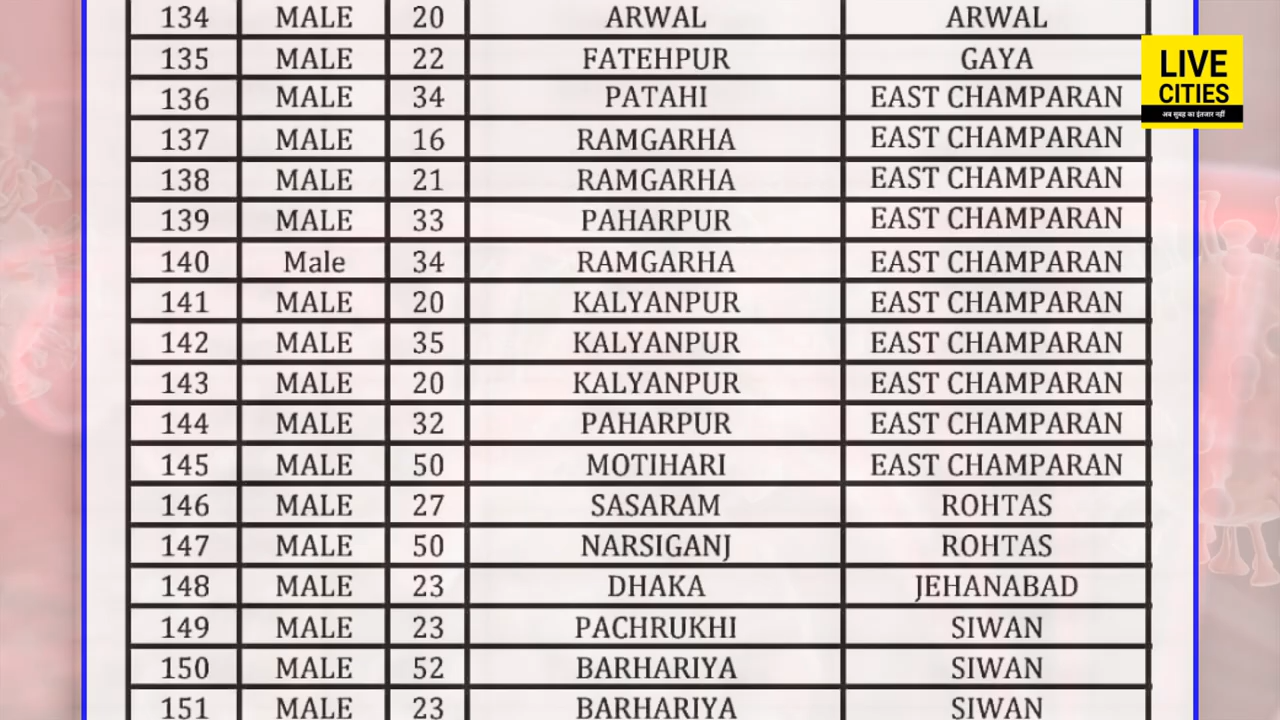 134 MALE 20 ARWAL ARWAL
135 MALE 22 FATEHPUR GAYA
136 MALE 34 PATAHI EAST CHAMPARAN
137 MALE 16 RAMGARHA EAST CHAMPARAN
138 MALE 21 RAMGARHA EAST CHAMPARAN
139 MALE 33 PAHARPUR EAST CHAMPARAN
140 Male 34 RAMGARHA EAST CHAMPARAN
141 MALE 20 KALYANPUR EAST CHAMPARAN
142 MALE 35 KALYANPUR EAST CHAMPARAN
143 MALE 20 KALYANPUR EAST CHAMPARAN
144 MALE 32 PAHARPUR EAST CHAMPARAN
145 MALE 50 MOTIHARI EAST CHAMPARAN
146 MALE 27 SASARAM ROHTAS
147 MALE 50 NARSIGANJ ROHTAS
148 MALE 23 DHAKA JEHANABAD
149 MALE 23 PACHRUKHI SIWAN
150 MALE 52 BARHARIYA SIWAN
151 MALE 23 BARHARIYA SIWAN
LIVE
CITIES
अब सुबह का इंतजार नहीं